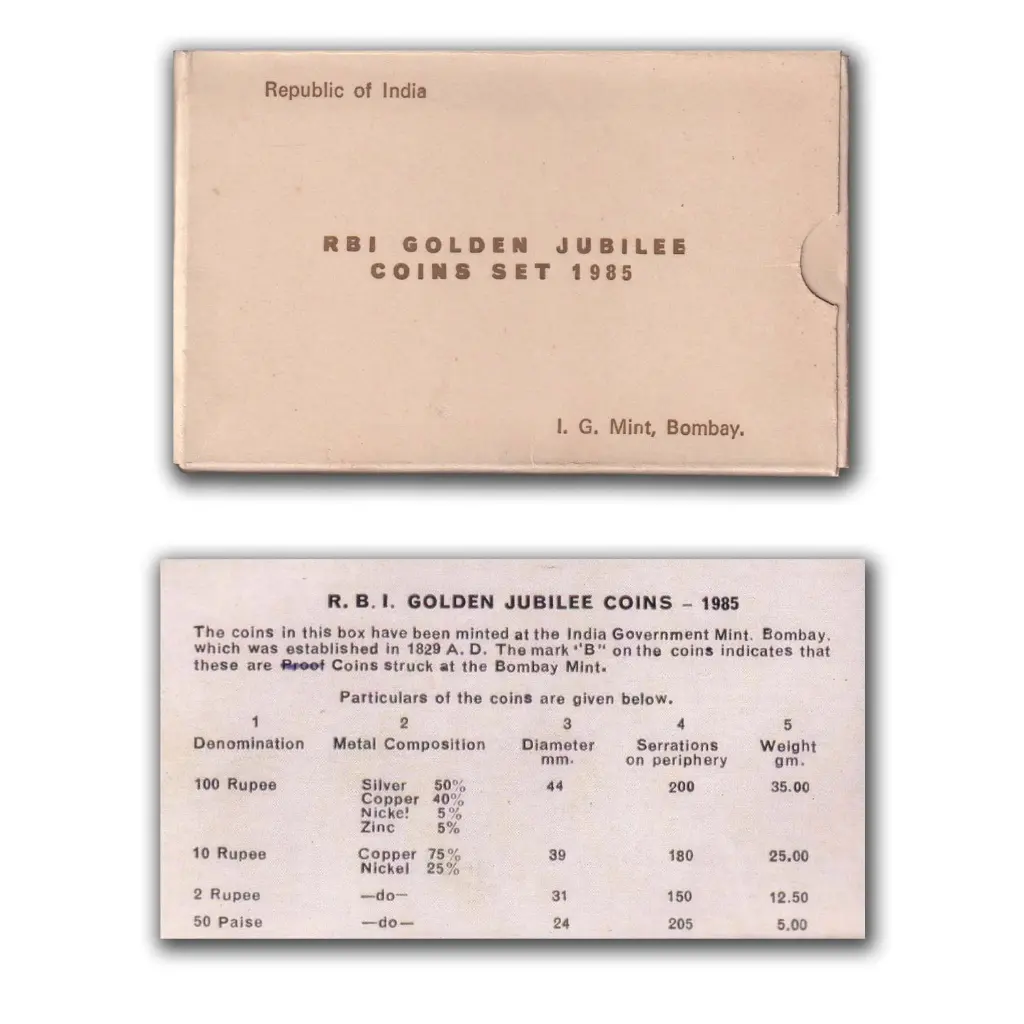 Republic of India
RBI GOLDEN JUBILEE
COINS SET 1985
I. G. Mint, Bombay.
R. B. I. GOLDEN JUBILEE COINS – 1985
The coins in this box have been minted at the India Government Mint. Bombay,
which was established in 1829 A. D. The mark "B" on the coins indicates that
these are Proof Coins struck at the Bombay Mint.
Particulars of the coins are given below.
1 2 3 4 5
Denomination Metal Composition Diameter Serrations Weight
mm. on periphery gm.
100 Rupee Silver 50% 44 200 35.00
Copper 40%
Nickel 5%
Zinc 5%
10 Rupee Copper 75% 39 180 25.00
Nickel 25%
2 Rupee —do— 31 150 12.50
50 Paise —do— 24 205 5.00